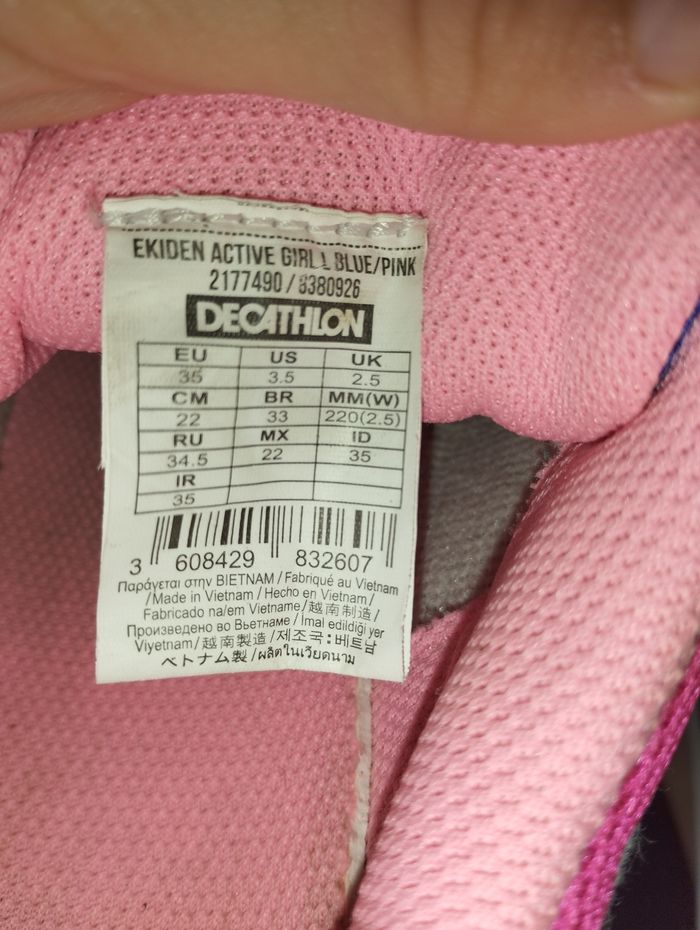 EKIDEN ACTIVE GIRL L BLUE/PINK
2177490 / 8380926
DECATHLON
EU US UK
35 3.5 2.5
CM BR MM(W)
22 33 220(2.5)
RU MX ID
34.5 22 35
IR
35
3 608429 832607
Παράγεται στην ΒΙΕΤΝΑΜ / Fabriqué au Vietnam
/ Made in Vietnam / Hecho en Vietnam /
Fabricado na/em Vietname / 越南制造 /
Произведено во Вьетнаме / İmal edildiği yer
Viyetnam / 越南製造 / 제조국 : 베트남
ベトナム製 / ผลิตในเวียดนาม